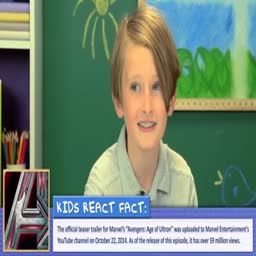 KIDS REACT FACT:
The official teaser trailer for Marvel's "Avengers: Age of Ultron" was uploaded to Marvel Entertainment's
YouTube channel on October 22, 2014. As of the release of this episode, it has over 59 million views.